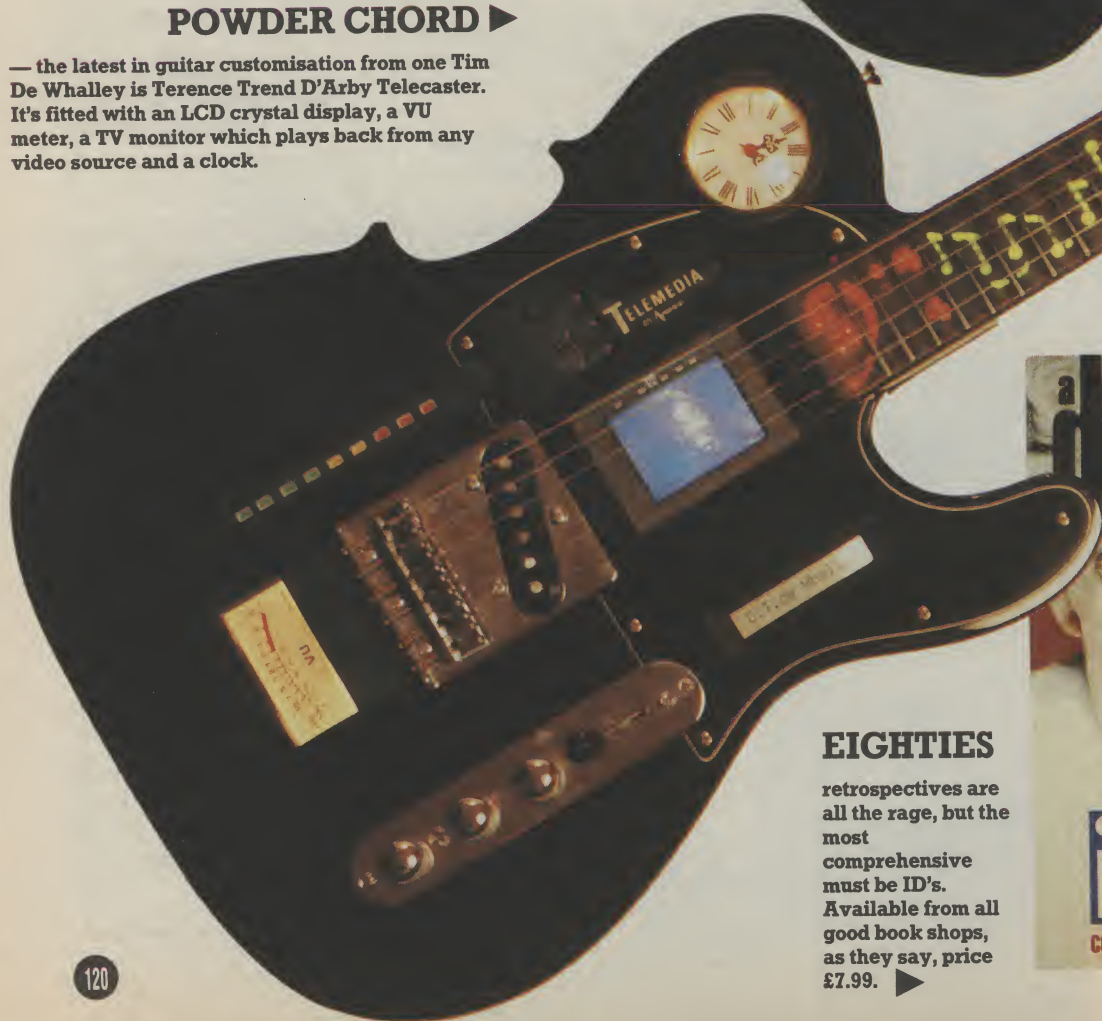 POWDER CHORD ▶
— the latest in guitar customisation from one Tim
De Whalley is Terence Trend D'Arby Telecaster.
It's fitted with an LCD crystal display, a VU
meter, a TV monitor which plays back from any
video source and a clock.
TELEMEDIA
VU
EIGHTIES
retrospectives are
all the rage, but the
most
comprehensive
must be ID's.
Available from all
good book shops,
as they say, price
£7.99. ▶
a
120